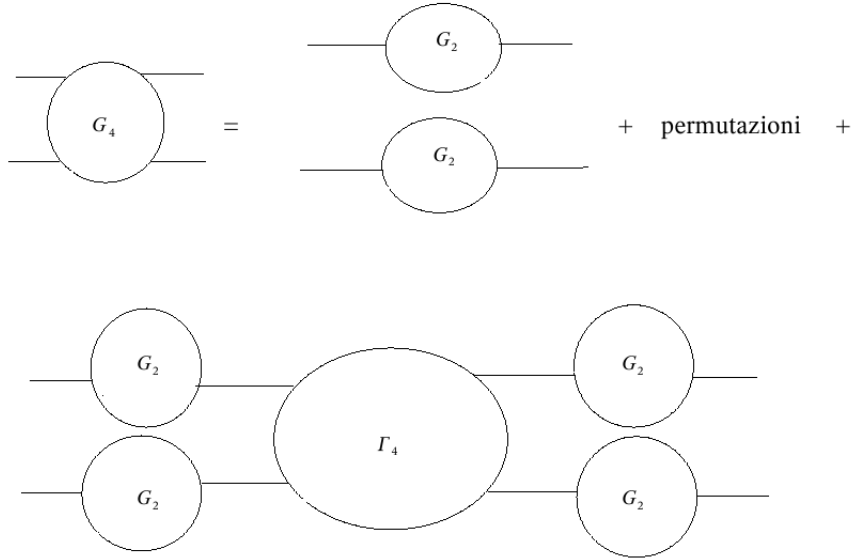 G₂
G₄ = G₂ + permutazioni +
G₂ G₂
Γ₄
G₂ G₂